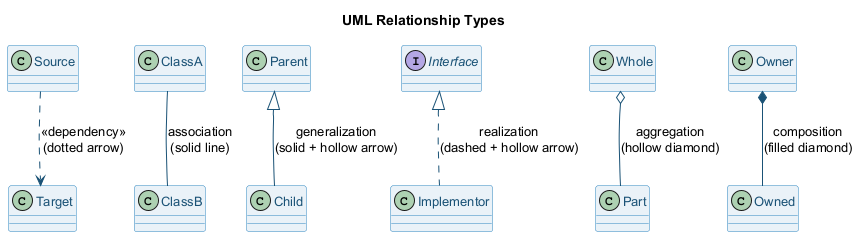 UML Relationship Types
C Source
C ClassA
C Parent
I Interface
C Whole
C Owner
«dependency»
(dotted arrow)
association
(solid line)
generalization
(solid + hollow arrow)
realization
(dashed + hollow arrow)
aggregation
(hollow diamond)
composition
(filled diamond)
C Target
C ClassB
C Child
C Implementor
C Part
C Owned